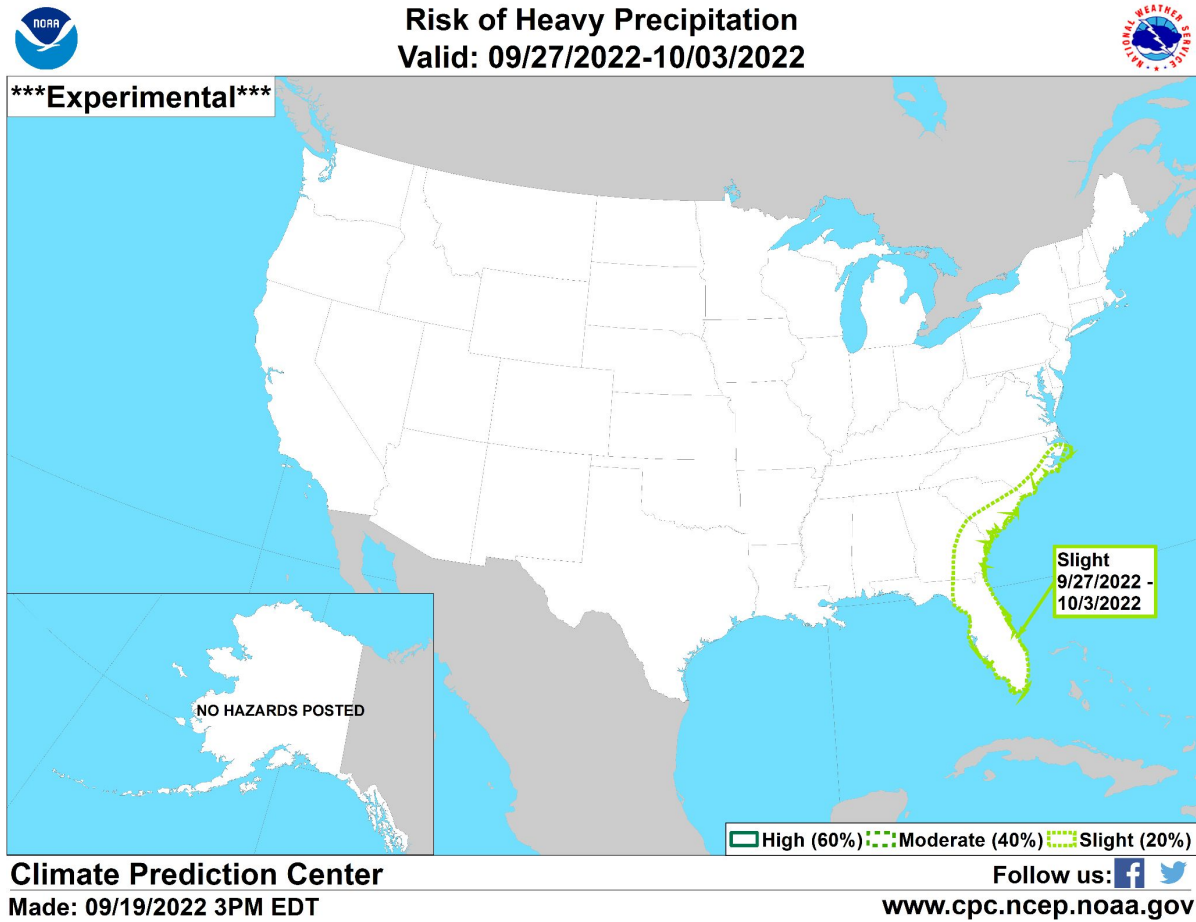 NOAA
Risk of Heavy Precipitation
Valid: 09/27/2022-10/03/2022
NATIONAL WEATHER SERVICE
***Experimental***
Slight
9/27/2022 -
10/3/2022
NO HAZARDS POSTED
High (60%) Moderate (40%) Slight (20%)
Climate Prediction Center
Follow us:
Made: 09/19/2022 3PM EDT
www.cpc.ncep.noaa.gov